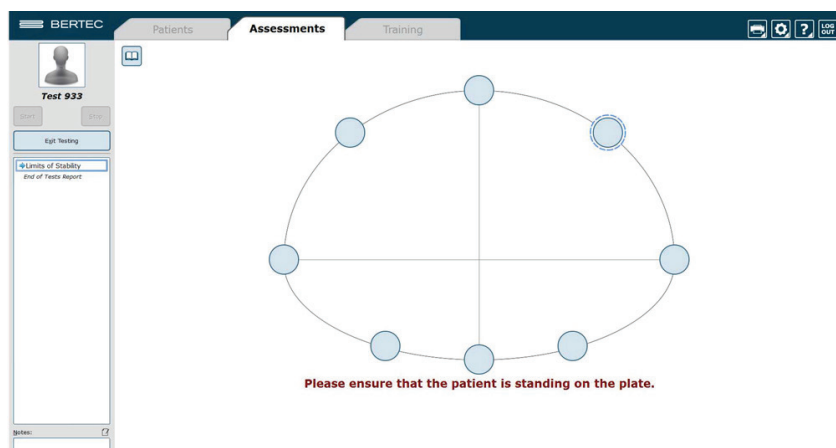 BERTEC
Patients
Assessments
Training
LOG
OUT
Test 933
Start
Stop
Exit Testing
Limits of Stability
End of Tests Report
Please ensure that the patient is standing on the plate.
Notes: